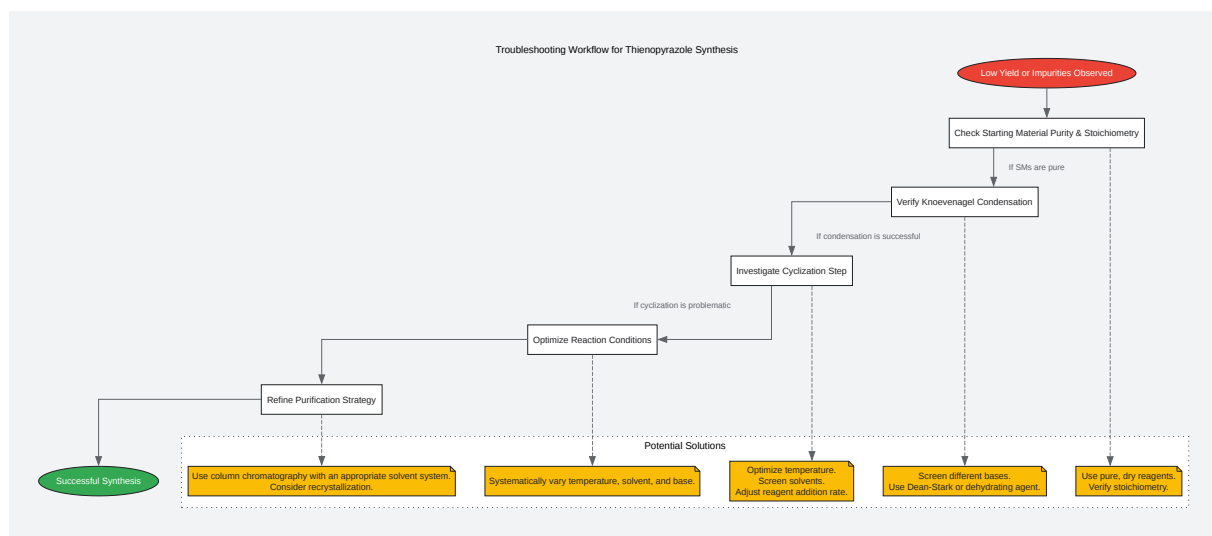 Troubleshooting Workflow for Thienopyrazole Synthesis
Low Yield or Impurities Observed
Check Starting Material Purity & Stoichiometry
If SMs are pure
Verify Knoevenagel Condensation
If condensation is successful
Investigate Cyclization Step
If cyclization is problematic
Optimize Reaction Conditions
Refine Purification Strategy
Successful Synthesis
Potential Solutions
Use column chromatography with an appropriate solvent system.
Consider recrystallization.
Systematically vary temperature, solvent, and base.
Optimize temperature.
Screen solvents.
Adjust reagent addition rate.
Screen different bases.
Use Dean-Stark or dehydrating agent.
Use pure, dry reagents.
Verify stoichiometry.